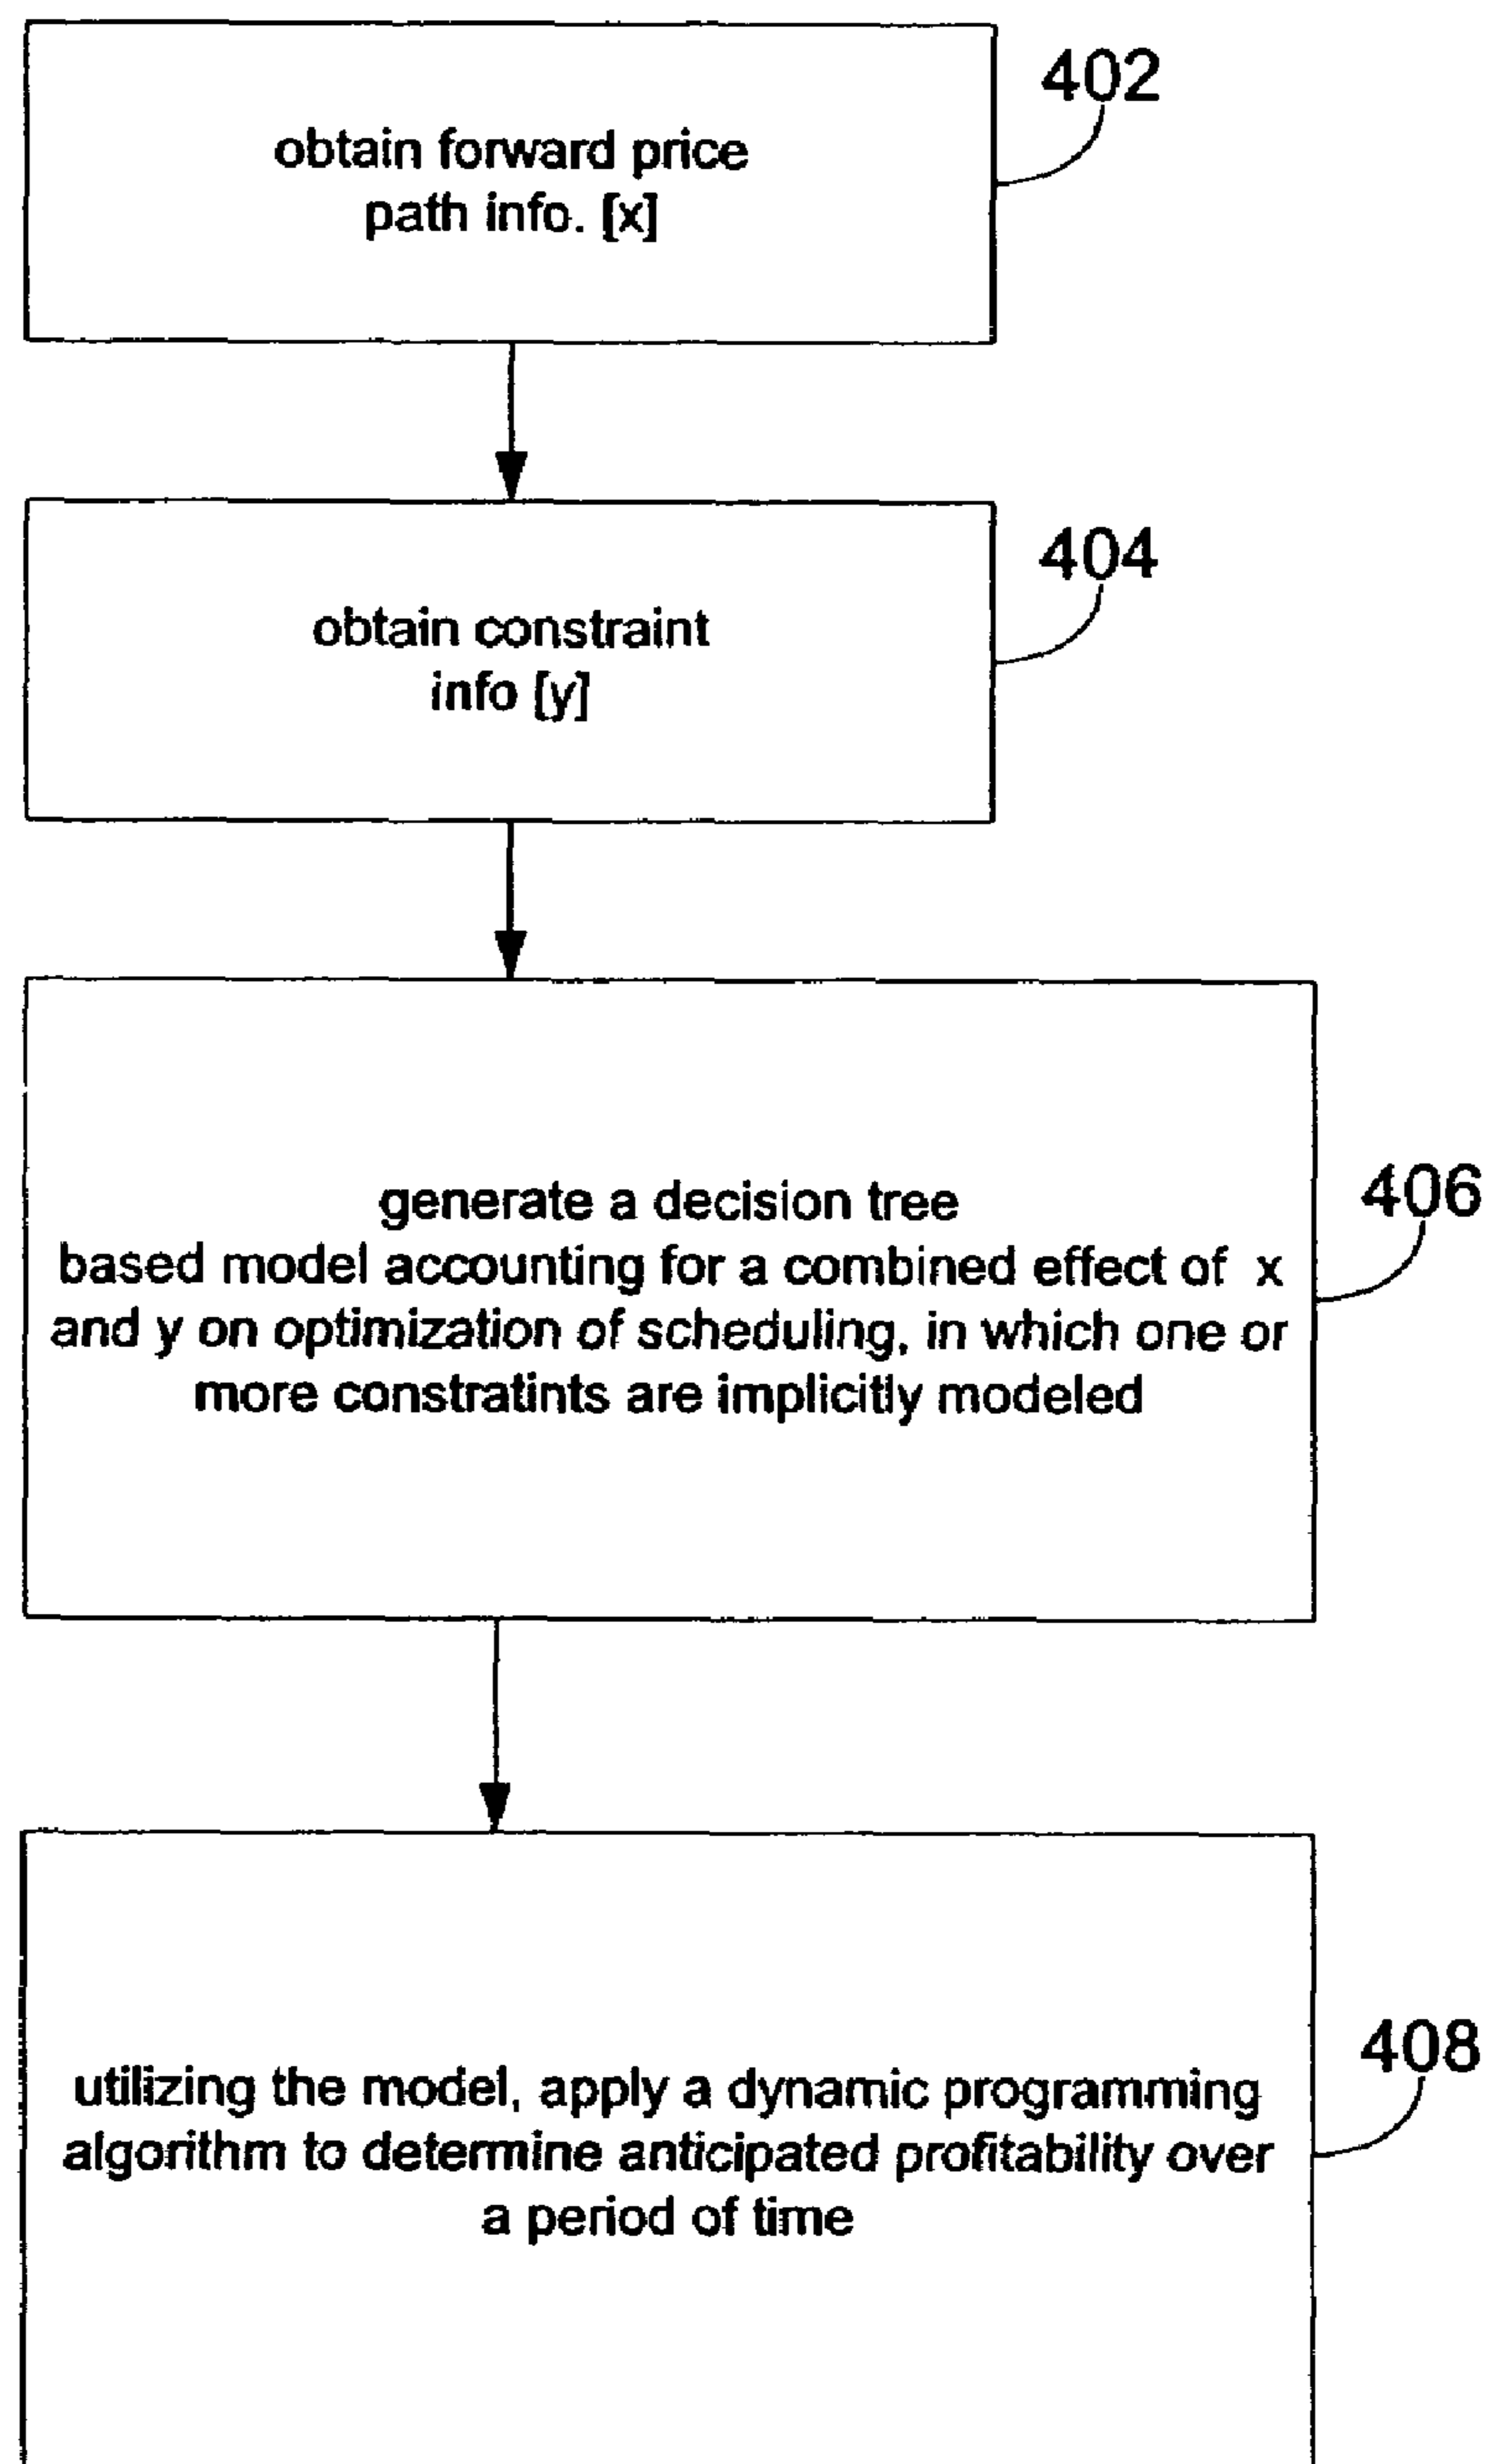 402
obtain forward price
path info. [x]
404
obtain constraint
info [y]
406
generate a decision tree
based model accounting for a combined effect of x
and y on optimization of scheduling, in which one or
more constratints are implicitly modeled
408
utilizing the model, apply a dynamic programming
algorithm to determine anticipated profitability over
a period of time